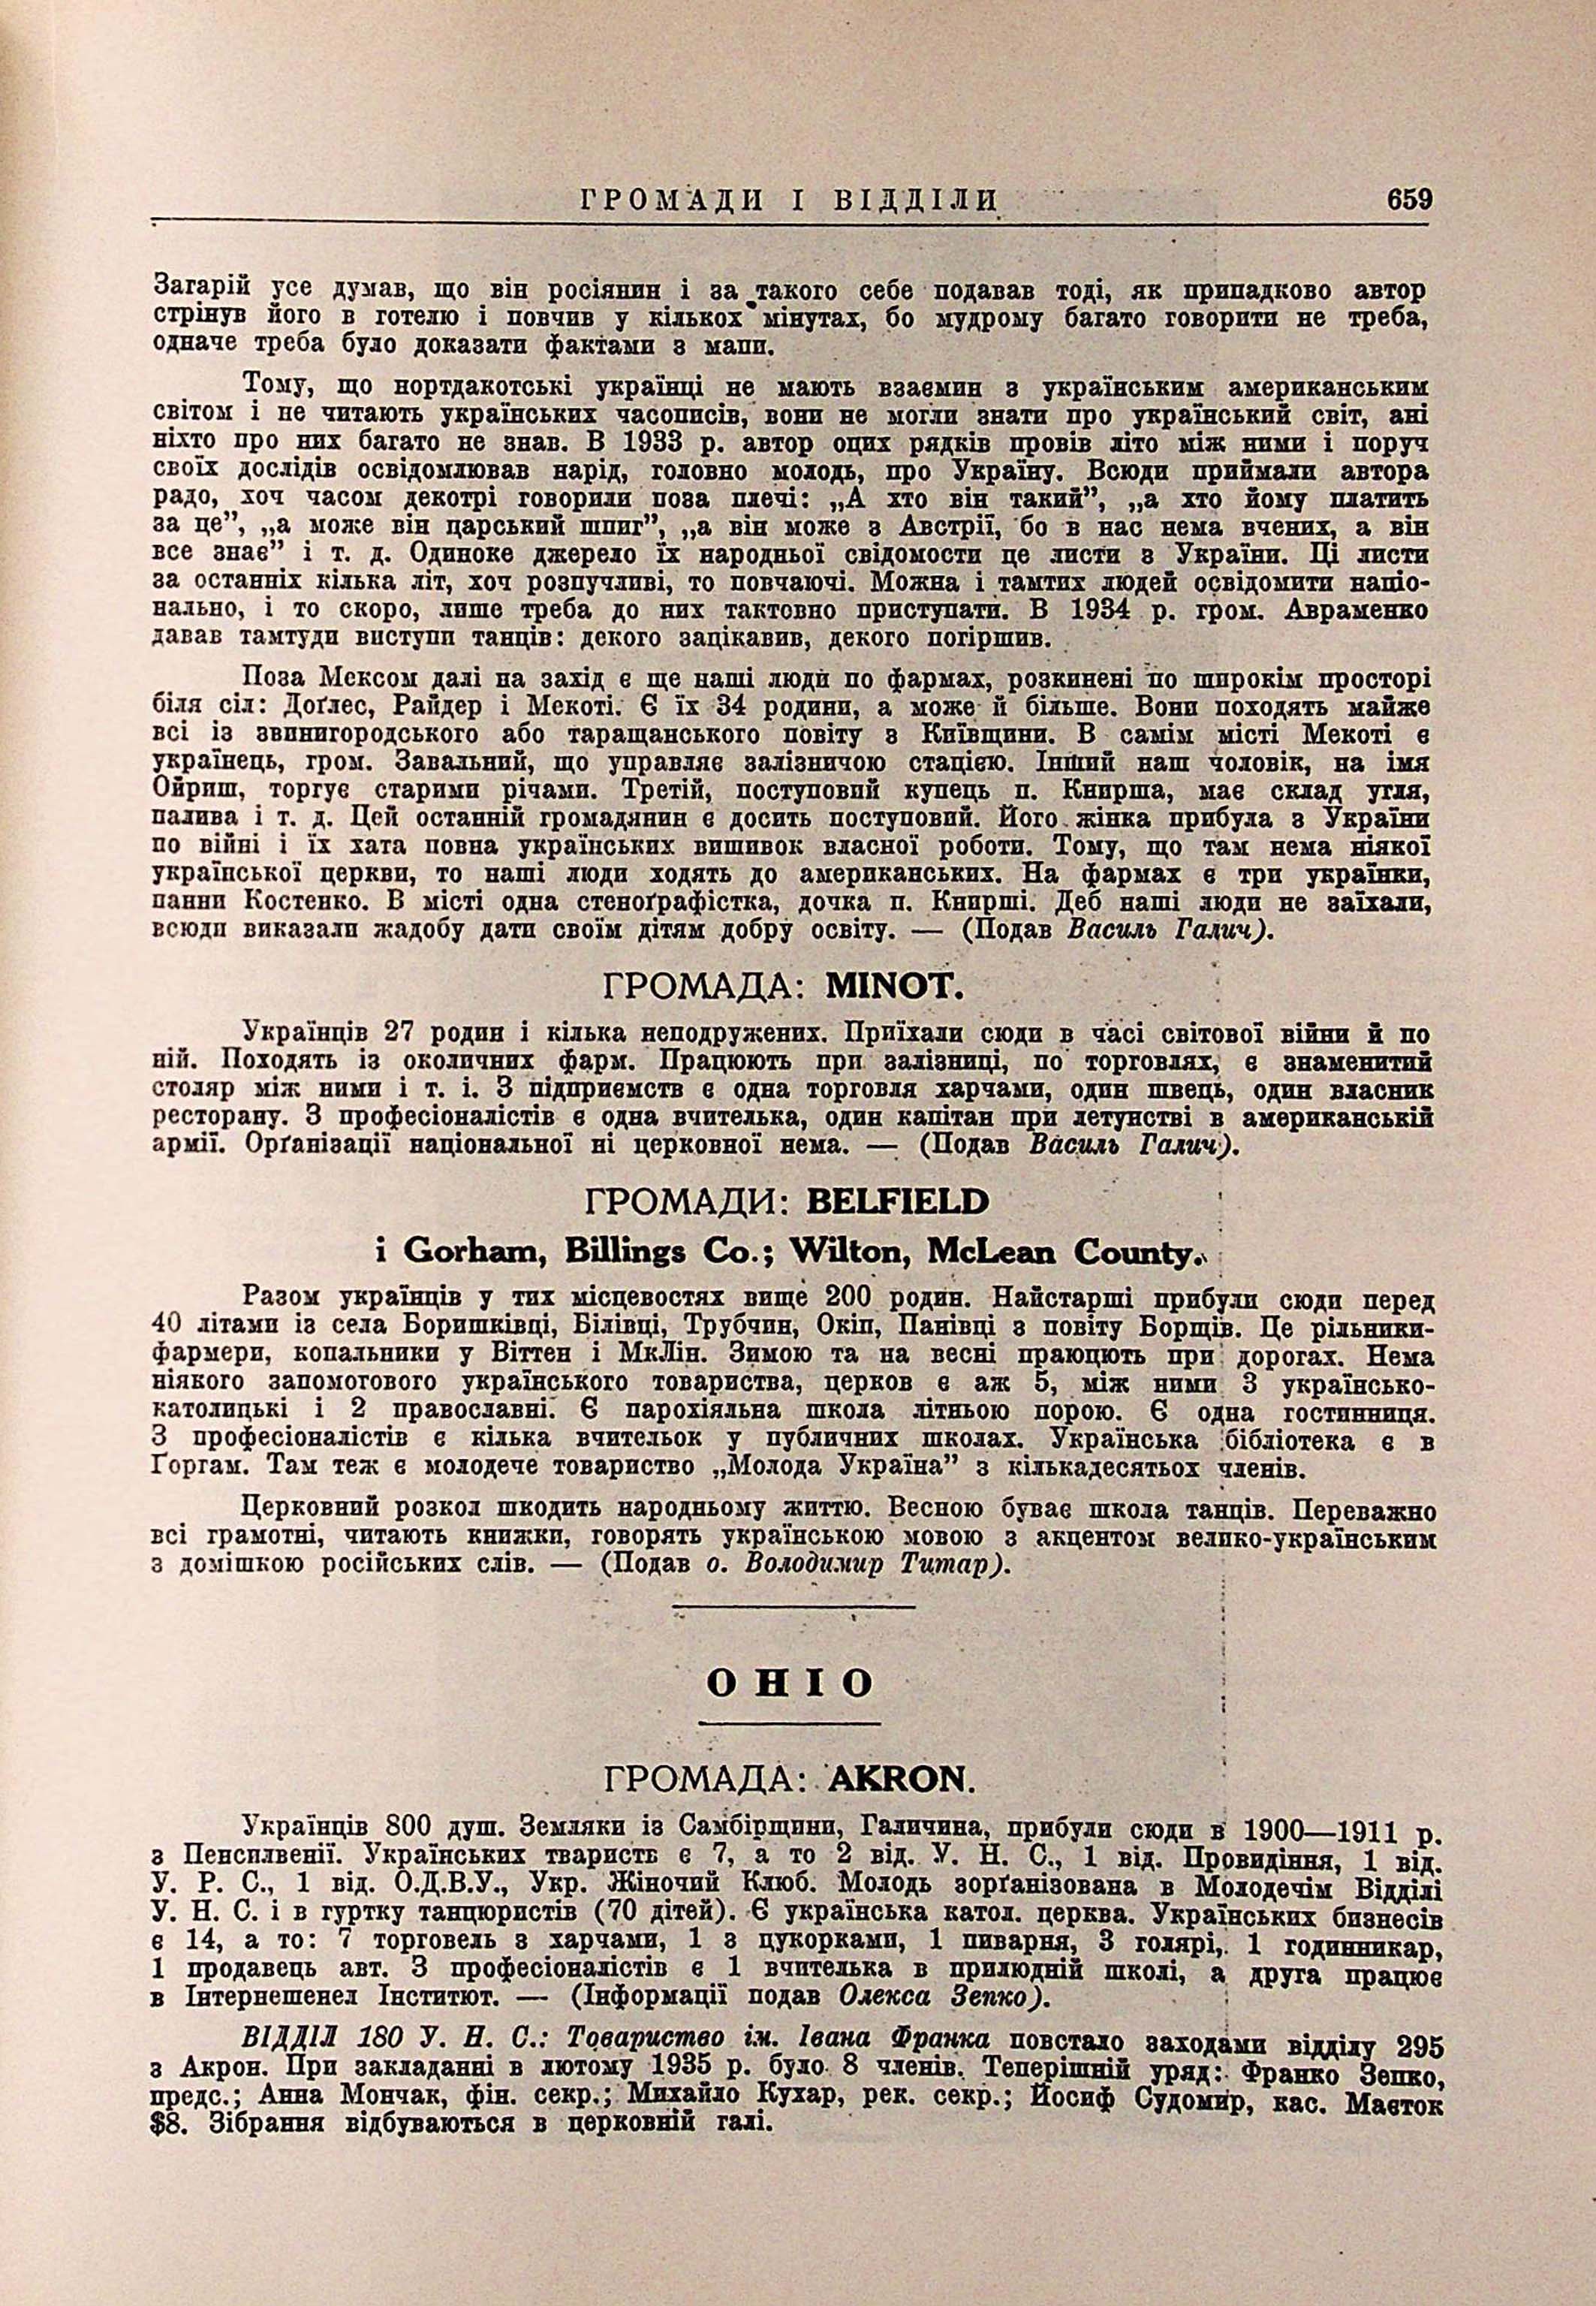 ГРОМАДИ І ВІДДІЛИ 659
Загарій усе думав, що він росіянин і за такого себе подавав тоді, як припадково автор
стрінув його в готелю і повчив у кількох мінутах, бо мудрому багато говорити не треба,
одначе треба було доказати фактами з мапи.
Тому, що нортдакотські українці не мають взаємин з українським американським
світом і не читають українських часописів, вони не могли знати про український світ, ані
ніхто про них багато не знав. В 1933 р. автор оцих рядків провів літо між ними і поруч
своїх дослідів освідомлював нарід, головно молодь, про Україну. Всюди приймали автора
радо, хоч часом декотрі говорили поза плечі: „А хто він такий”, „а хто йому платить
за це”, „а може він царський шпиг”, „а він може з Австрії, бо в нас нема вчених, а він
все знає” і т. д. Одиноке джерело їх народньої свідомости це листи з України. Ці листи
за останніх кілька літ, хоч розпучливі, то повчаючі. Можна і тамтих людей освідомити націо-
нально, і то скоро, лише треба до них тактовно приступати. В 1934 р. гром. Авраменко
давав тамтуди виступи танців: декого зацікавив, декого погіршив.
Поза Мексом далі на захід є ще наші люди по фармах, розкинені по широкім просторі
біля сіл: Доґлес, Райдер і Мекоті. Є їх 34 родини, а може й більше. Вони походять майже
всі із звинигородського або таращанського повіту з Київщини. В самім місті Мекоті є
українець, гром. Завальний, що управляє залізничою стацією. Інший наш чоловік, на імя
Ойриш, торгує старими річами. Третій, поступовий купець п. Книрша, має склад угля,
палива і т. д. Цей останній громадянин є досить поступовий. Його жінка прибула з України
по війні і їх хата повна українських вишивок власної роботи. Тому, що там нема ніякої
української церкви, то наші люди ходять до американських. На фармах є три українки,
панни Костенко. В місті одна стеноґрафістка, дочка п. Книрші. Деб наші люди не заїхали,
всюди виказали жадобу дати своїм дітям добру освіту. — (Подав Василь Галич).
ГРОМАДА: MINOT.
Українців 27 родин і кілька неподружених. Приїхали сюди в часі світової війни й по
ній. Походять із околичних фарм. Працюють при залізниці, по торговлях, є знаменитий
столяр між ними і т. і. З підприємств є одна торговля харчами, один швець, один власник
ресторану. З професіоналістів є одна вчителька, один капітан при летунстві в американській
армії. Орґанізації національної ні церковної нема. — (Подав Василь Галич).
ГРОМАДИ: BELFIELD
і Gorham, Billings Co.; Wilton, McLean County.
Разом українців у тих місцевостях вище 200 родин. Найстарші прибули сюди перед
40 літами із села Боришківці, Білівці, Трубчин, Окіп, Панівці з повіту Борщів. Це рільники-
фармери, копальники у Віттен і МкЛін. Зимою та на весні праюцють при дорогах. Нема
ніякого запомогового українського товариства, церков є аж 5, між ними 3 українсько-
католицькі і 2 православні. Є парохіяльна школа літньою порою. Є одна гостинниця.
З професіоналістів є кілька вчительок у публичних школах. Українська бібліотека є в
Ґоргам. Там теж є молодече товариство „Молода Україна” з кількадесятьох членів.
Церковний розкол шкодить народньому життю. Весною буває школа танців. Переважно
всі грамотні, читають книжки, говорять українською мовою з акцентом велико-українським
з домішкою російських слів. — (Подав о. Володимир Титар).
OHIO
ГРОМАДА: AKRON.
Українців 800 душ. Земляки із Самбірщини, Галичина, прибули сюди в 1900—1911 р.
з Пенсилвенії. Українських твариств є 7, а то 2 від. У. Н. С., 1 від. Провидіння, 1 від.
У. Р. С., 1 від. О.Д.В.У., Укр. Жіночий Клюб. Молодь зорґанізована в Молодечім Відділі
У. Н. С. і в гуртку танцюристів (70 дітей). Є українська катол. церква. Українських бизнесів
є 14, а то: 7 торговель з харчами, 1 з цукорками, 1 пиварня, 3 голярі, 1 годинникар,
1 продавець авт. З професіоналістів є 1 вчителька в прилюдній школі, а друга працює
в Інтернешенел Інститют. — (Інформації подав Олекса Зепко).
ВІДДІЛ 180 У. Н. С.: Товариство ім. Івана Франка повстало заходами відділу 295
з Акрон. При закладанні в лютому 1935 р. було 8 членів. Теперішній уряд: Франко Зепко,
предс.; Анна Мончак, фін. секр.; Михайло Кухар, рек. секр.; Йосиф Судомир, кас. Маєток
$8. Зібрання відбуваються в церковній галі.